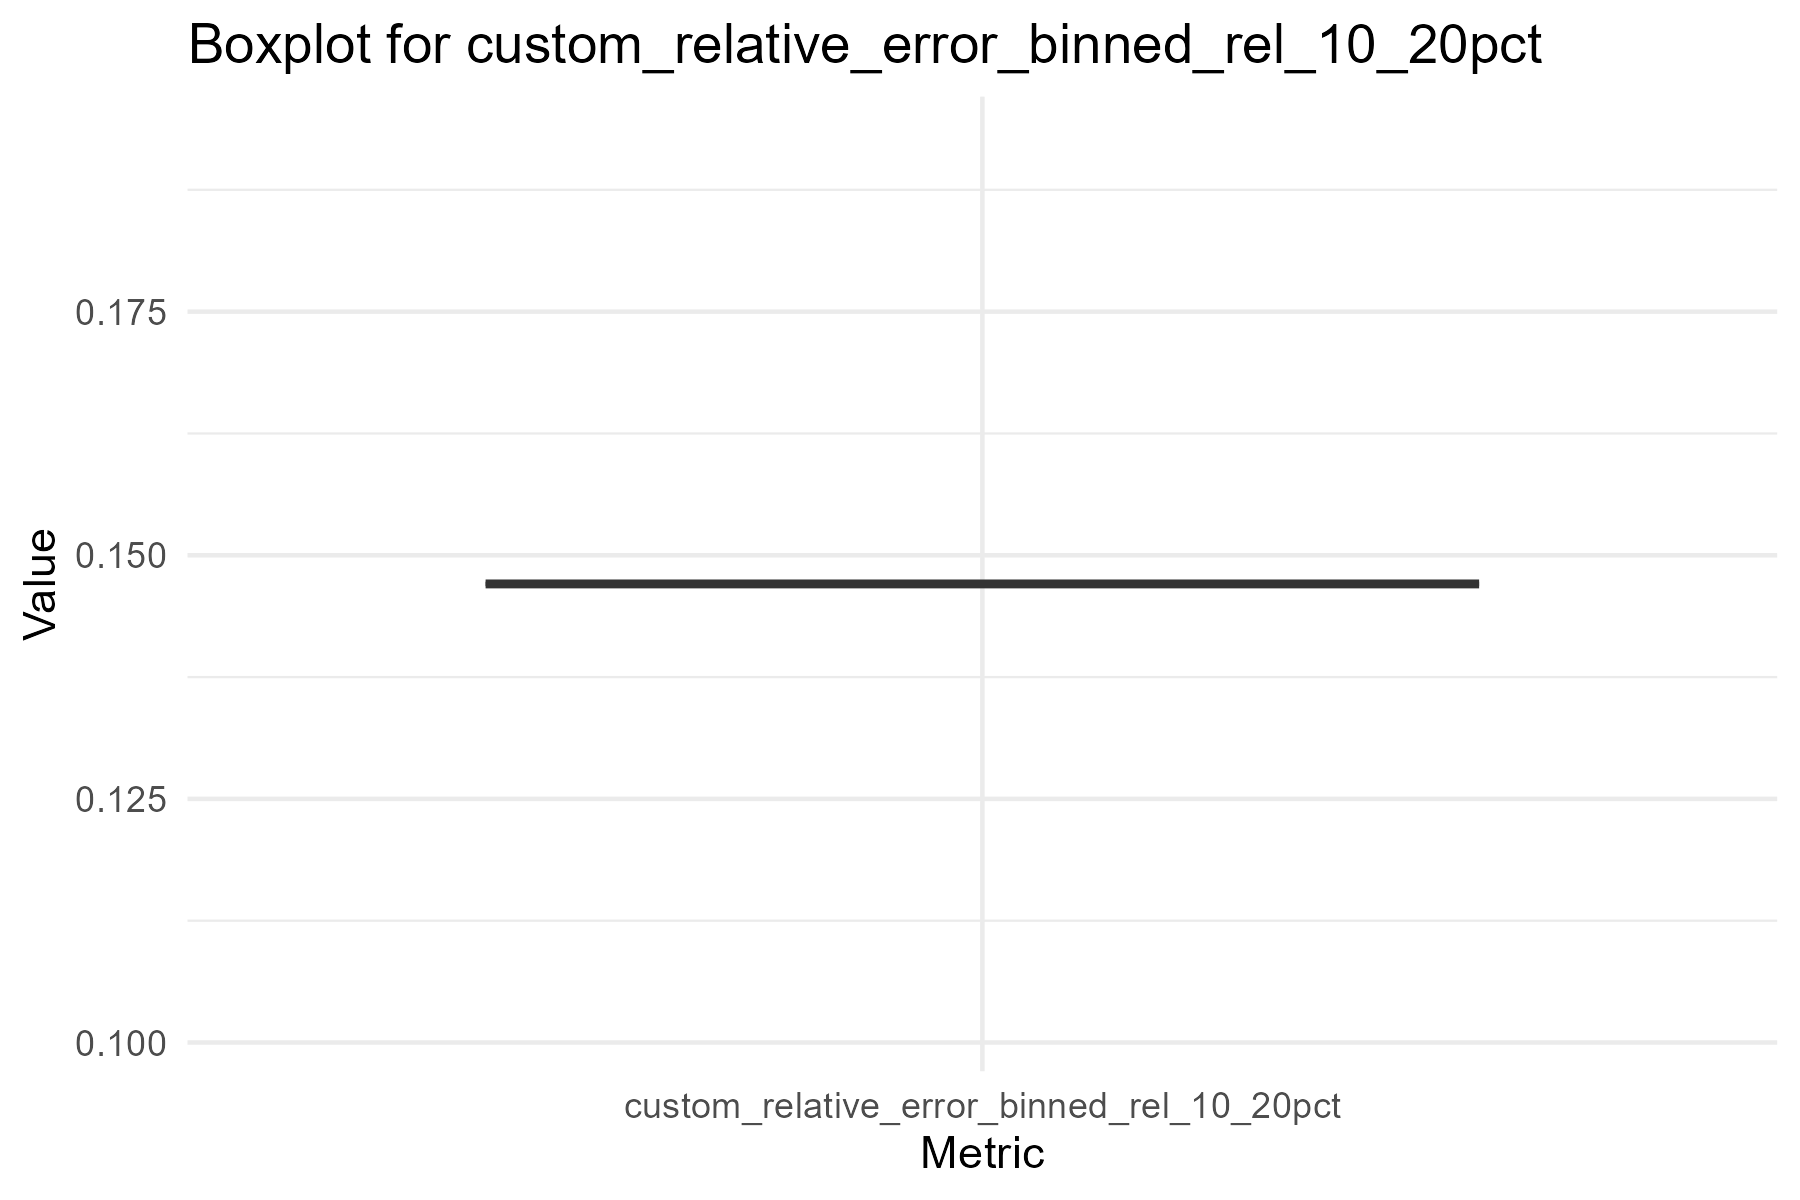 Boxplot for custom_relative_error_binned_rel_10_20pct
Value
0.175
0.150
0.125
0.100
custom_relative_error_binned_rel_10_20pct
Metric